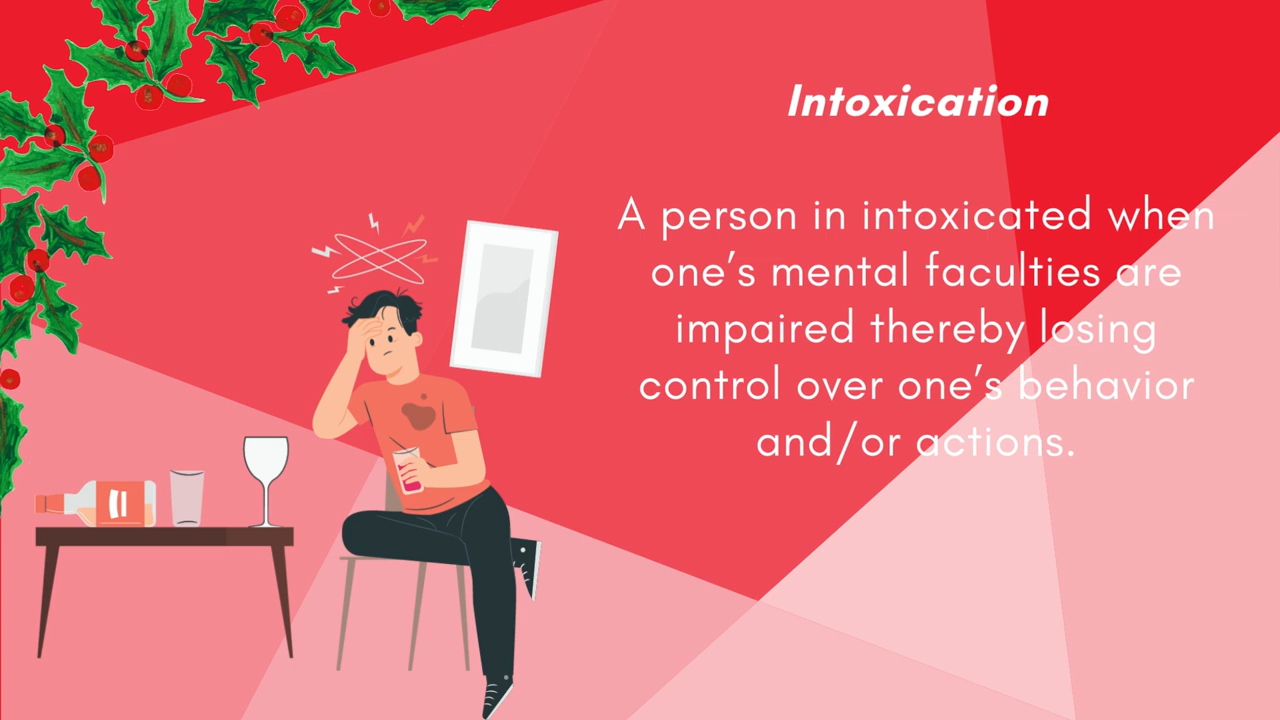 Intoxication
A person in intoxicated when
one’s mental faculties are
impaired thereby losing
control over one’s behavior
and/or actions.